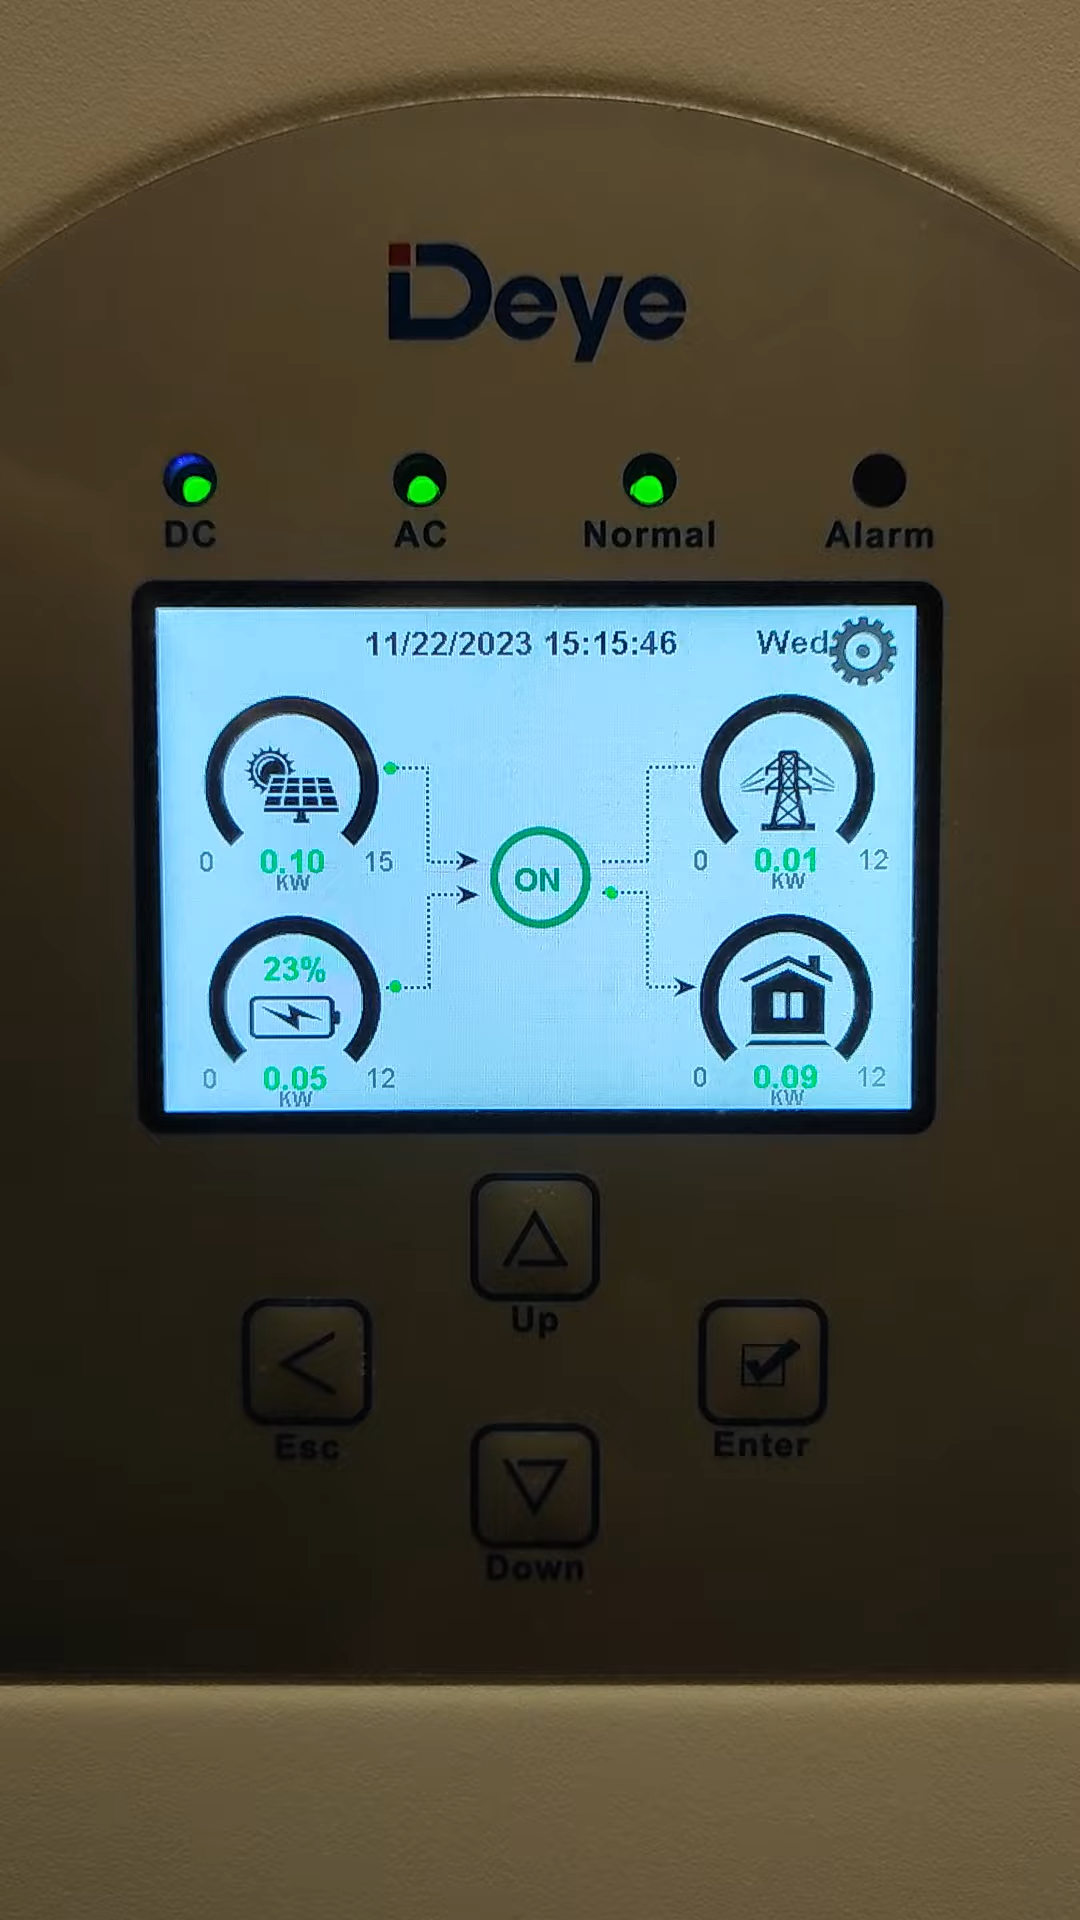 Deye
DC AC Normal Alarm
11/22/2023 15:15:46 Wed
0 0.10 15
KW
0 0.01 12
KW
ON
23%
0 0.05 12
KW
0 0.09 12
KW
Up
Esc
Enter
Down